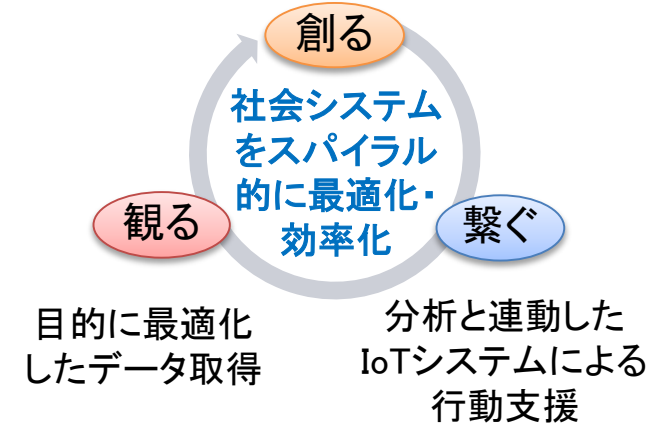 創る
社会システム
をスパイラル
的に最適化・
効率化
観る
繋ぐ
目的に最適化
したデータ取得
分析と連動した
IoTシステムによる
行動支援